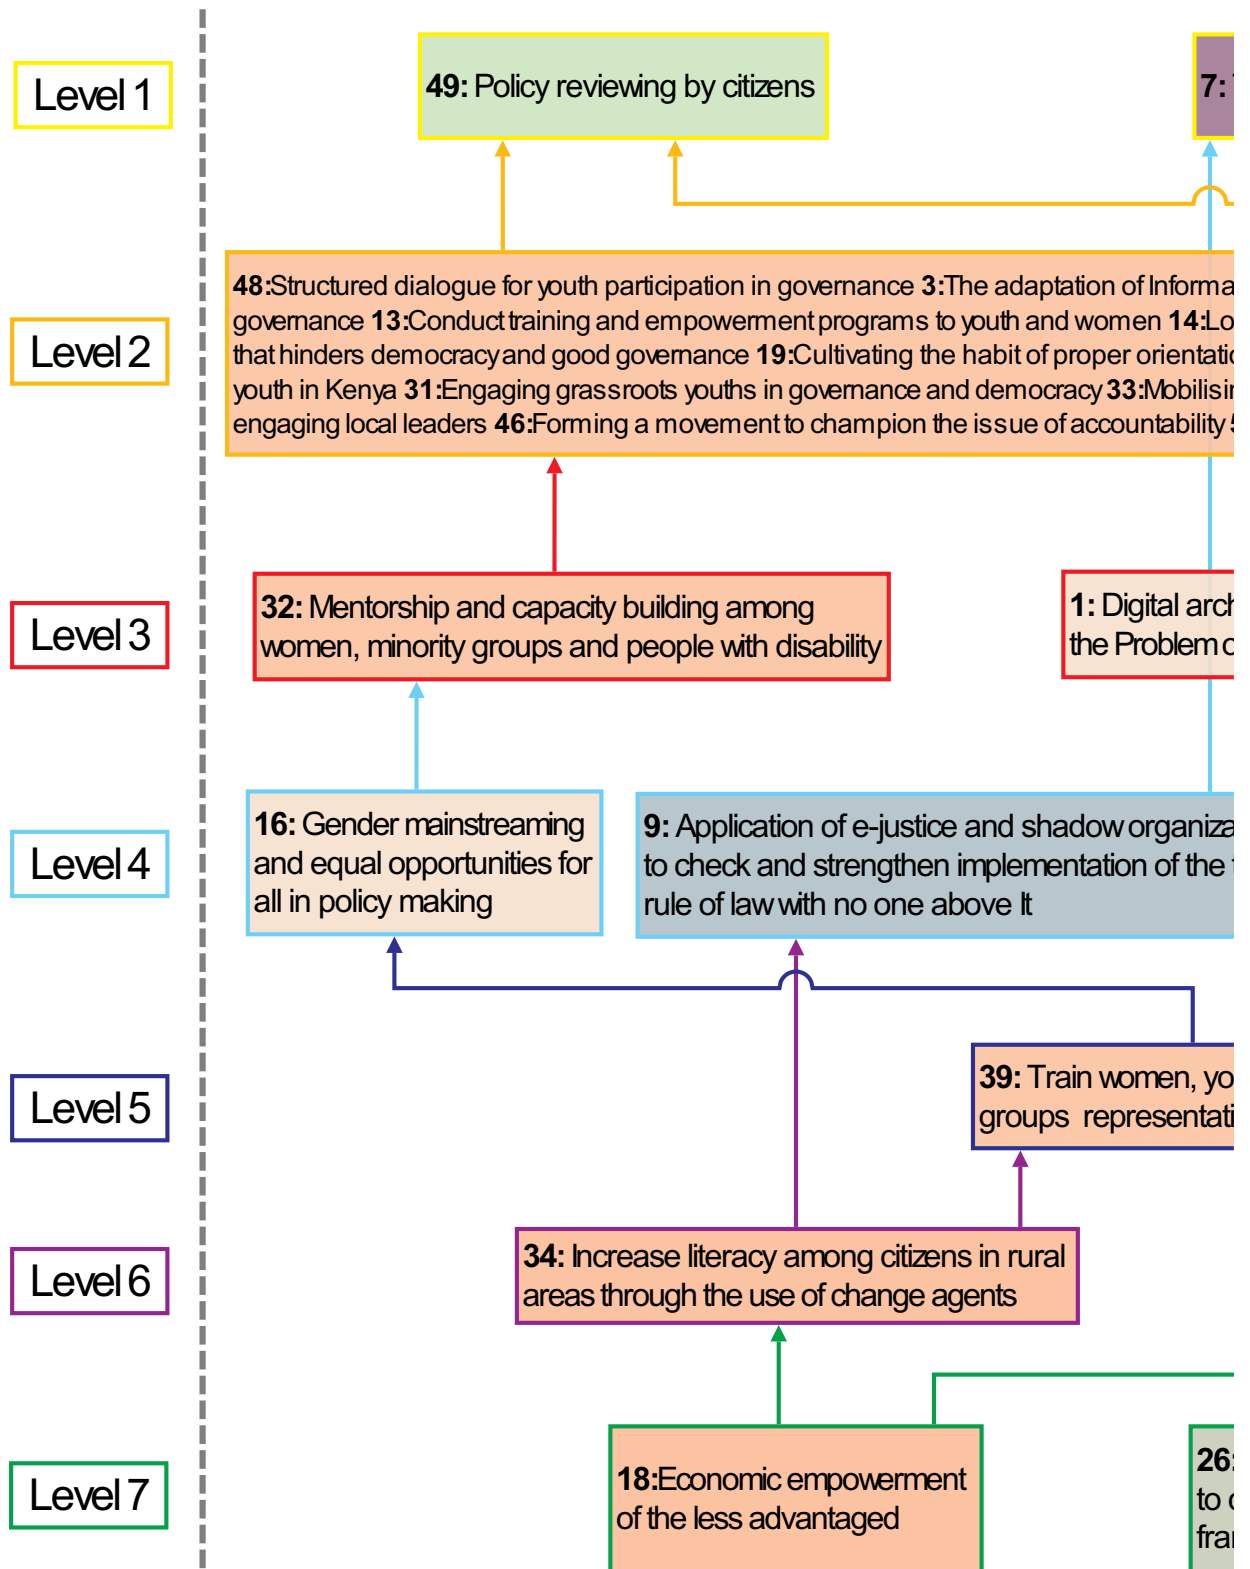 Level 1
49: Policy reviewing by citizens
7:
Level 2
48:Structured dialogue for youth participation in governance 3:The adaptation of
governance 13:Conduct training and empowerment programs to youth and women 14:
that hinders democracy and good governance 19:Cultivating the habit of proper
youth in Kenya 31:Engaging grassroots youths in governance and democracy 33:
engaging local leaders 46:Forming a movement to champion the issue of accountability
Level 3
32: Mentorship and capacity building among
women, minority groups and people with disability
1: Digital
the Problem
Level 4
16: Gender mainstreaming
and equal opportunities for
all in policy making
9: Application of e-justice and shadow
to check and strengthen implementation of the
rule of law with no one above It
Level 5
39: Train women,
groups
Level 6
34: Increase literacy among citizens in rural
areas through the use of change agents
Level 7
18:Economic empowerment
of the less advantaged
26:
to